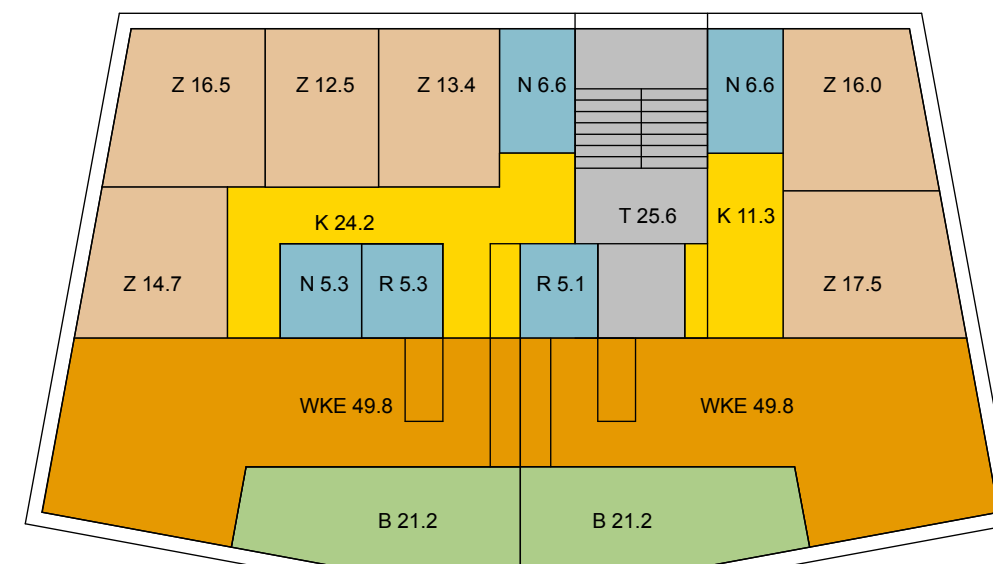 Z 16.5
Z 12.5
Z 13.4
N 6.6
N 6.6
Z 16.0
K 24.2
T 25.6
K 11.3
Z 14.7
N 5.3
R 5.3
R 5.1
Z 17.5
WKE 49.8
WKE 49.8
B 21.2
B 21.2